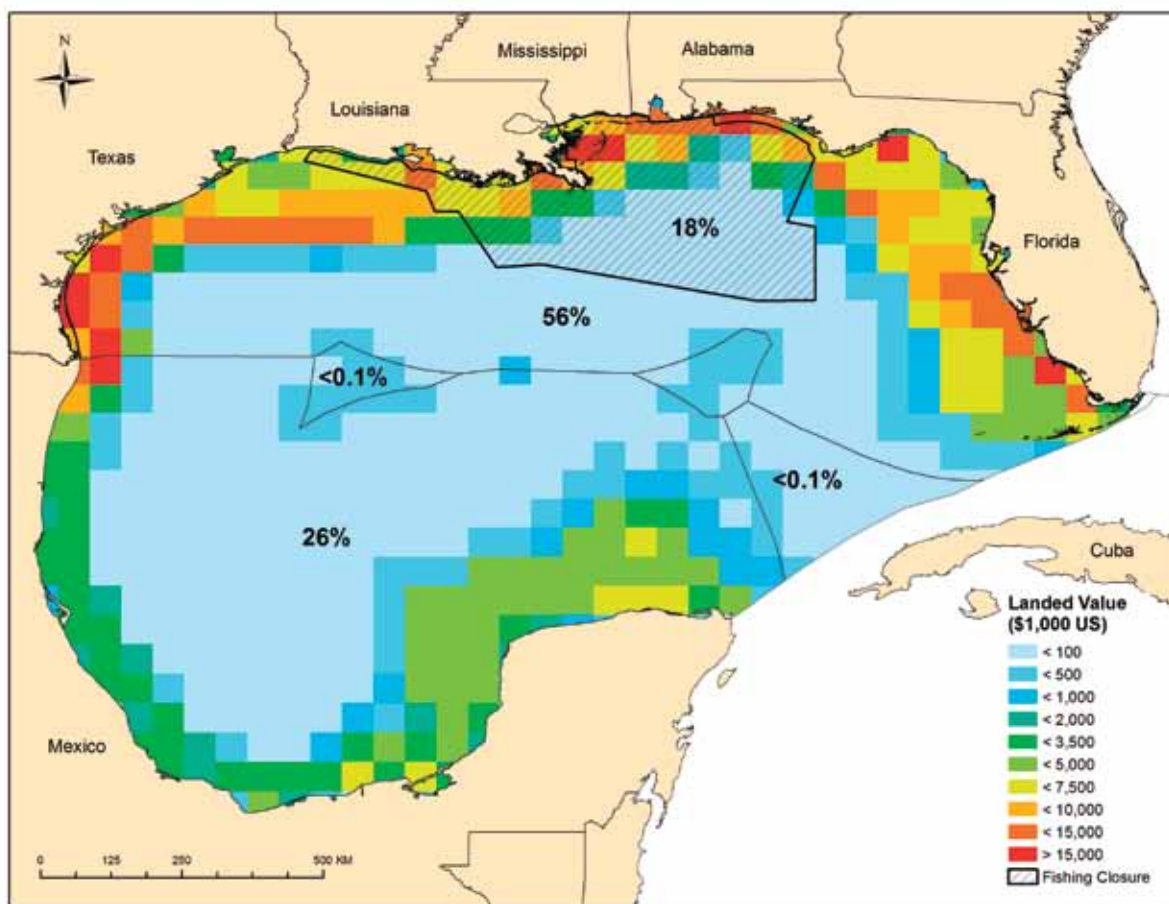 N
Mississippi
Alabama
Louisiana
Texas
Florida
18%
56%
<0.1%
<0.1%
26%
Cuba
Mexico
Landed Value
($1,000 US)
< 100
< 500
< 1,000
< 2,000
< 3,500
< 5,000
< 7,500
< 10,000
< 15,000
> 15,000
Fishing Closure
0 125 250 500 KM